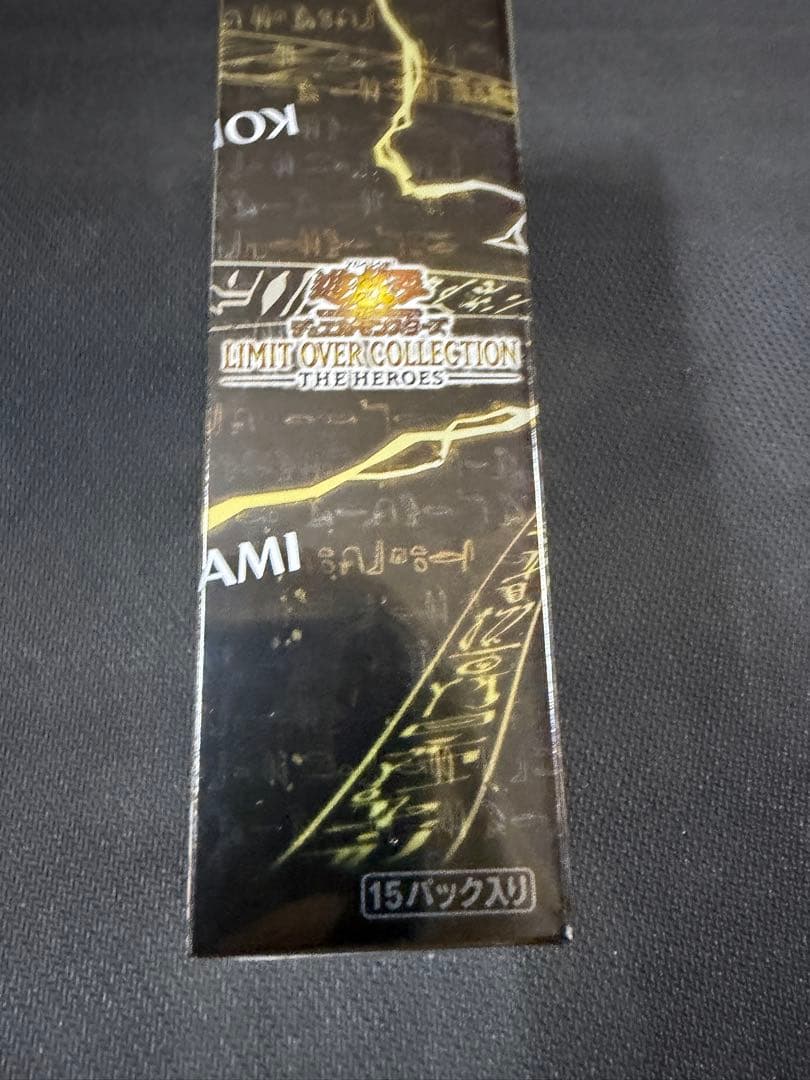 KO
遊戯王
デュエルモンスターズ
LIMIT OVER COLLECTION
THE HEROES
AMI
15パック入り